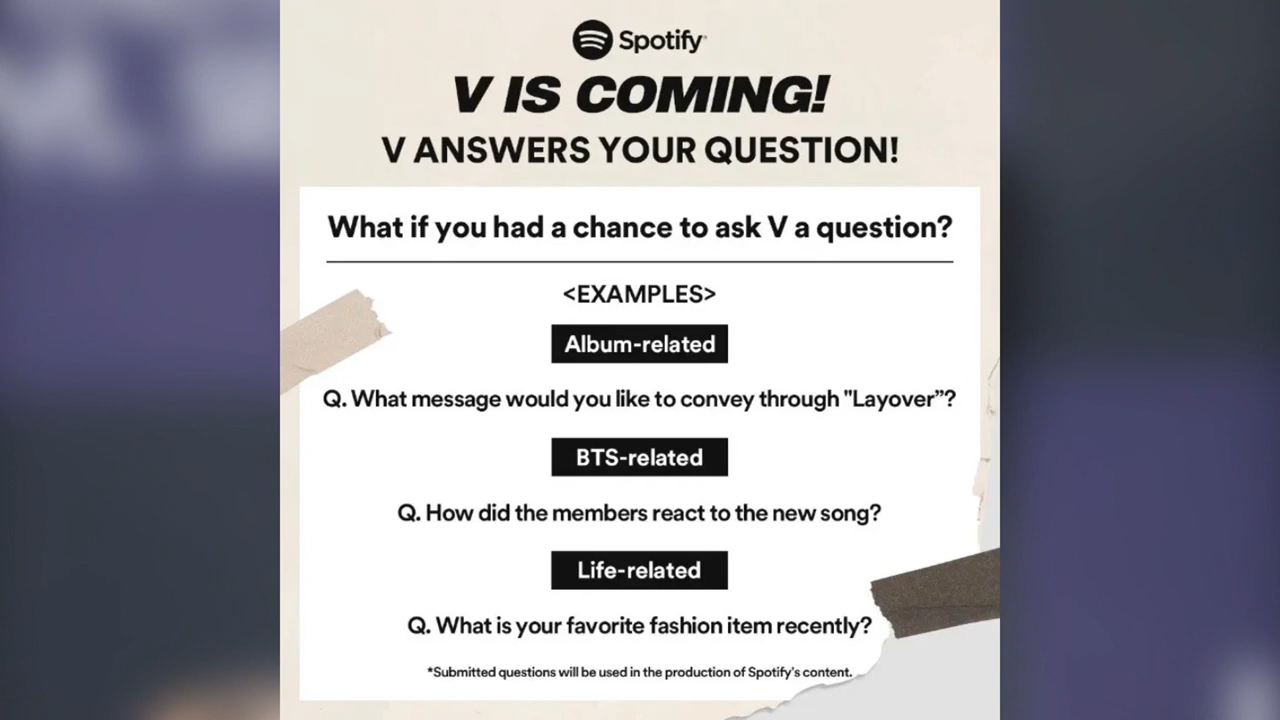 Spotify
V IS COMING!
V ANSWERS YOUR QUESTION!
What if you had a chance to ask V a question?
<EXAMPLES>
Album-related
Q. What message would you like to convey through "Layover”?
BTS-related
Q. How did the members react to the new song?
Life-related
Q. What is your favorite fashion item recently?
*Submitted questions will be used in the production of Spotify's content.